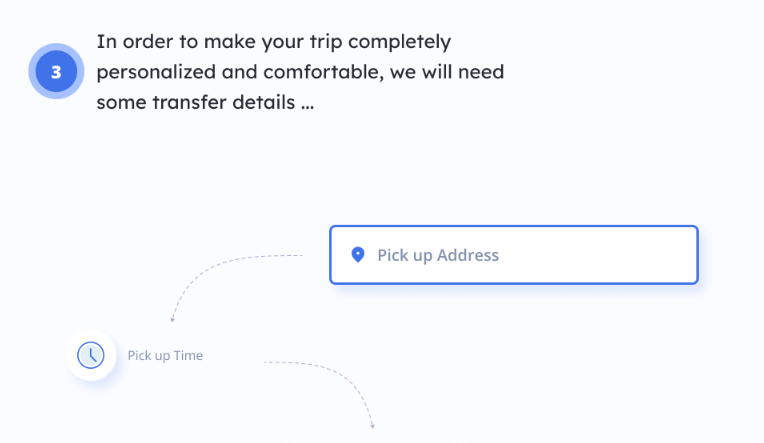 3
In order to make your trip completely
personalized and comfortable, we will need
some transfer details ...
Pick up Address
Pick up Time